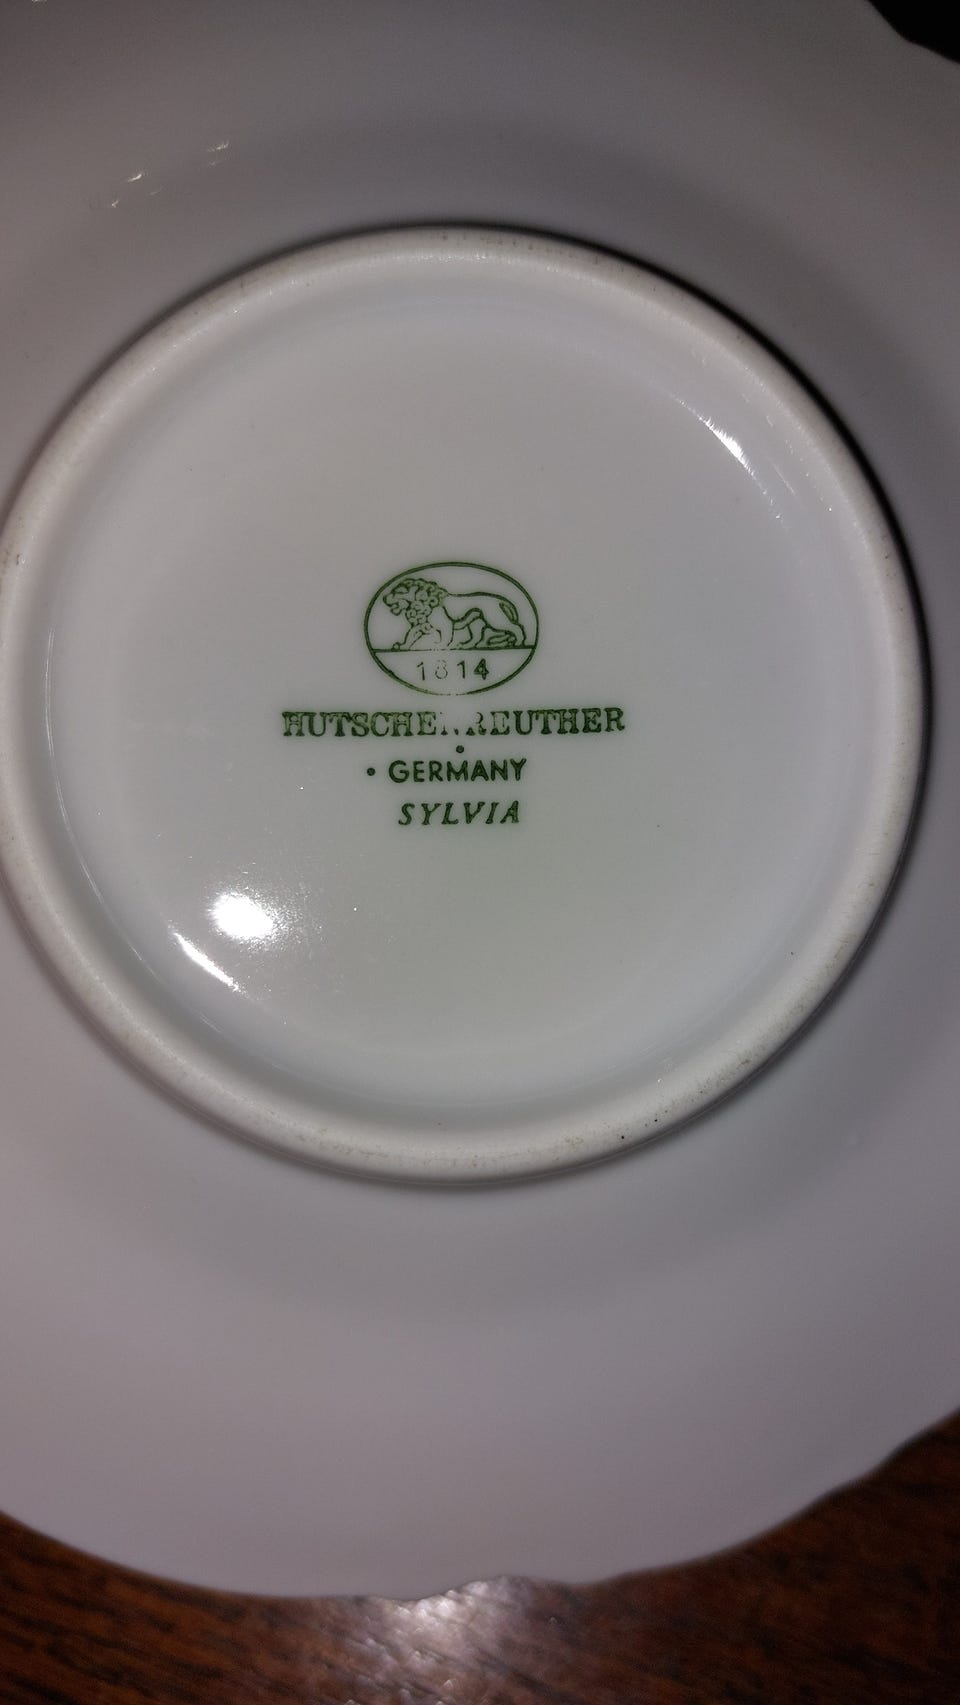 1814
HUTSCHENREUTHER
• GERMANY
SYLVIA